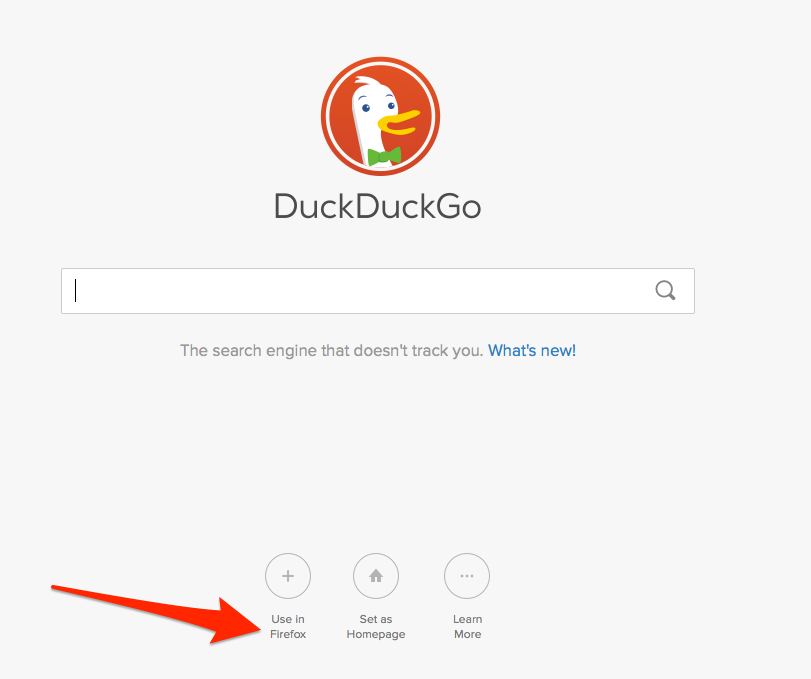 DuckDuckGo
The search engine that doesn't track you. What's new!
Use in
Firefox
Set as
Homepage
Learn
More